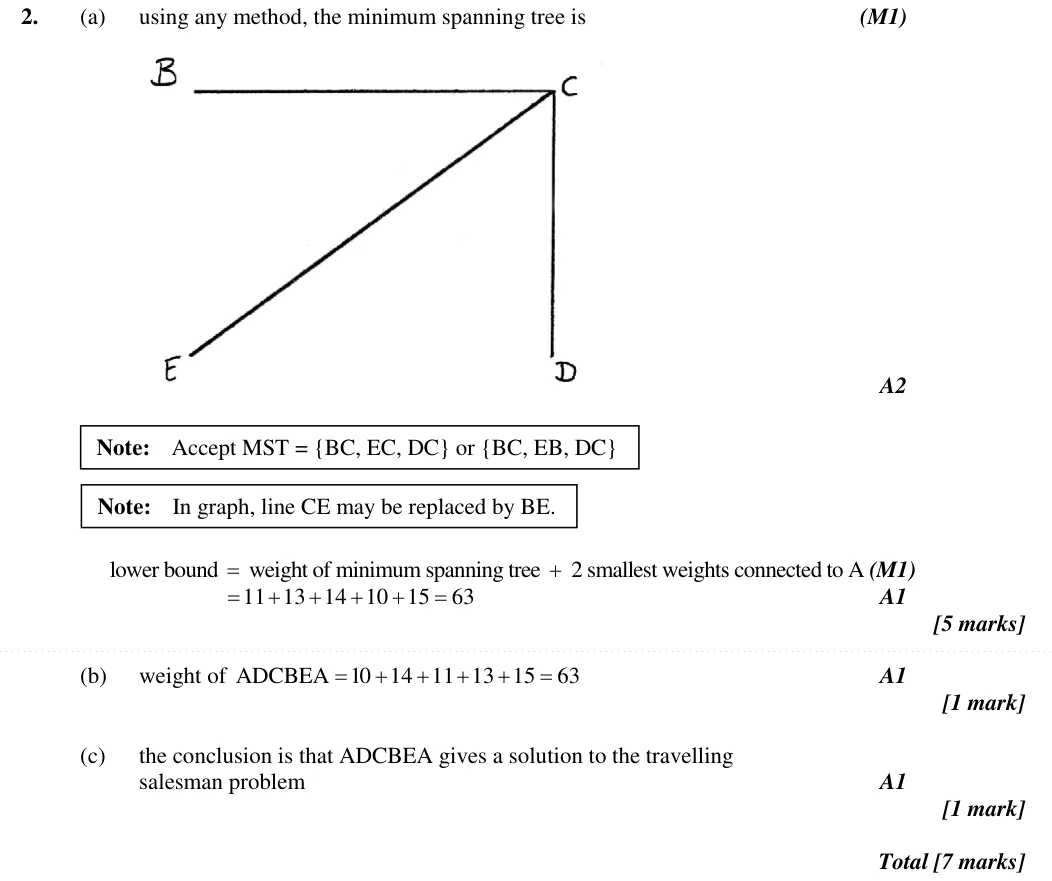 2. (a) using any method, the minimum spanning tree is (M1)
B
C
E
D
A2
Note: Accept MST = {BC, EC, DC} or {BC, EB, DC}
Note: In graph, line CE may be replaced by BE.
lower bound = weight of minimum spanning tree + 2 smallest weights connected to A (M1)
=11+13+14+10+15=63 A1
[5 marks]
(b) weight of ADCBEA =10+14+11+13+15=63 A1
[1 mark]
(c) the conclusion is that ADCBEA gives a solution to the travelling
salesman problem A1
[1 mark]
Total [7 marks]